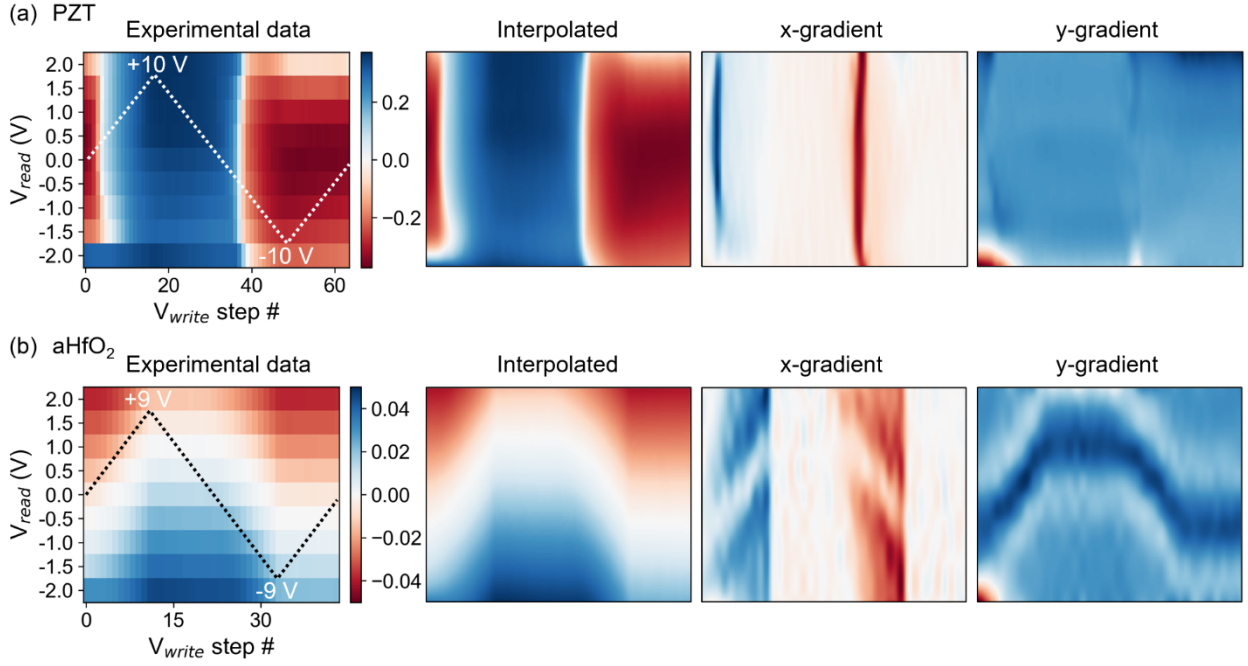 (a) PZT
Experimental data
Interpolated
x-gradient
y-gradient
+10 V
-10 V
2.0
1.5
1.0
0.5
0.0
-0.5
-1.0
-1.5
-2.0
V_read (V)
0 20 40 60
V_write step #
0.2
0.0
−0.2
(b) aHfO₂
Experimental data
Interpolated
x-gradient
y-gradient
+9 V
-9 V
2.0
1.5
1.0
0.5
0.0
-0.5
-1.0
-1.5
-2.0
V_read (V)
0 15 30
V_write step #
0.04
0.02
0.00
−0.02
−0.04